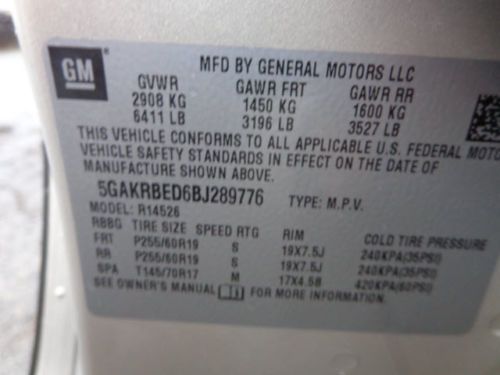 GM
MFD BY GENERAL MOTORS LLC
GVWR GAWR FRT GAWR RR
2908 KG 1450 KG 1600 KG
6411 LB 3196 LB 3527 LB
THIS VEHICLE CONFORMS TO ALL APPLICABLE U.S. FEDERAL MOTO
VEHICLE SAFETY STANDARDS IN EFFECT ON THE DATE OF
MANUFACTURE SHOWN ABOVE.
5GAKRBED6BJ289776 TYPE: M.P.V.
MODEL: R14526
RBBG TIRE SIZE SPEED RTG RIM COLD TIRE PRESSURE
FRT P255/60R19 S 19X7.5J 240KPA(35PSI)
RR P255/60R19 S 19X7.5J 240KPA(35PSI)
SPA T145/70R17 M 17X4.5B 420KPA(60PSI)
SEE OWNER'S MANUAL FOR MORE INFORMATION.